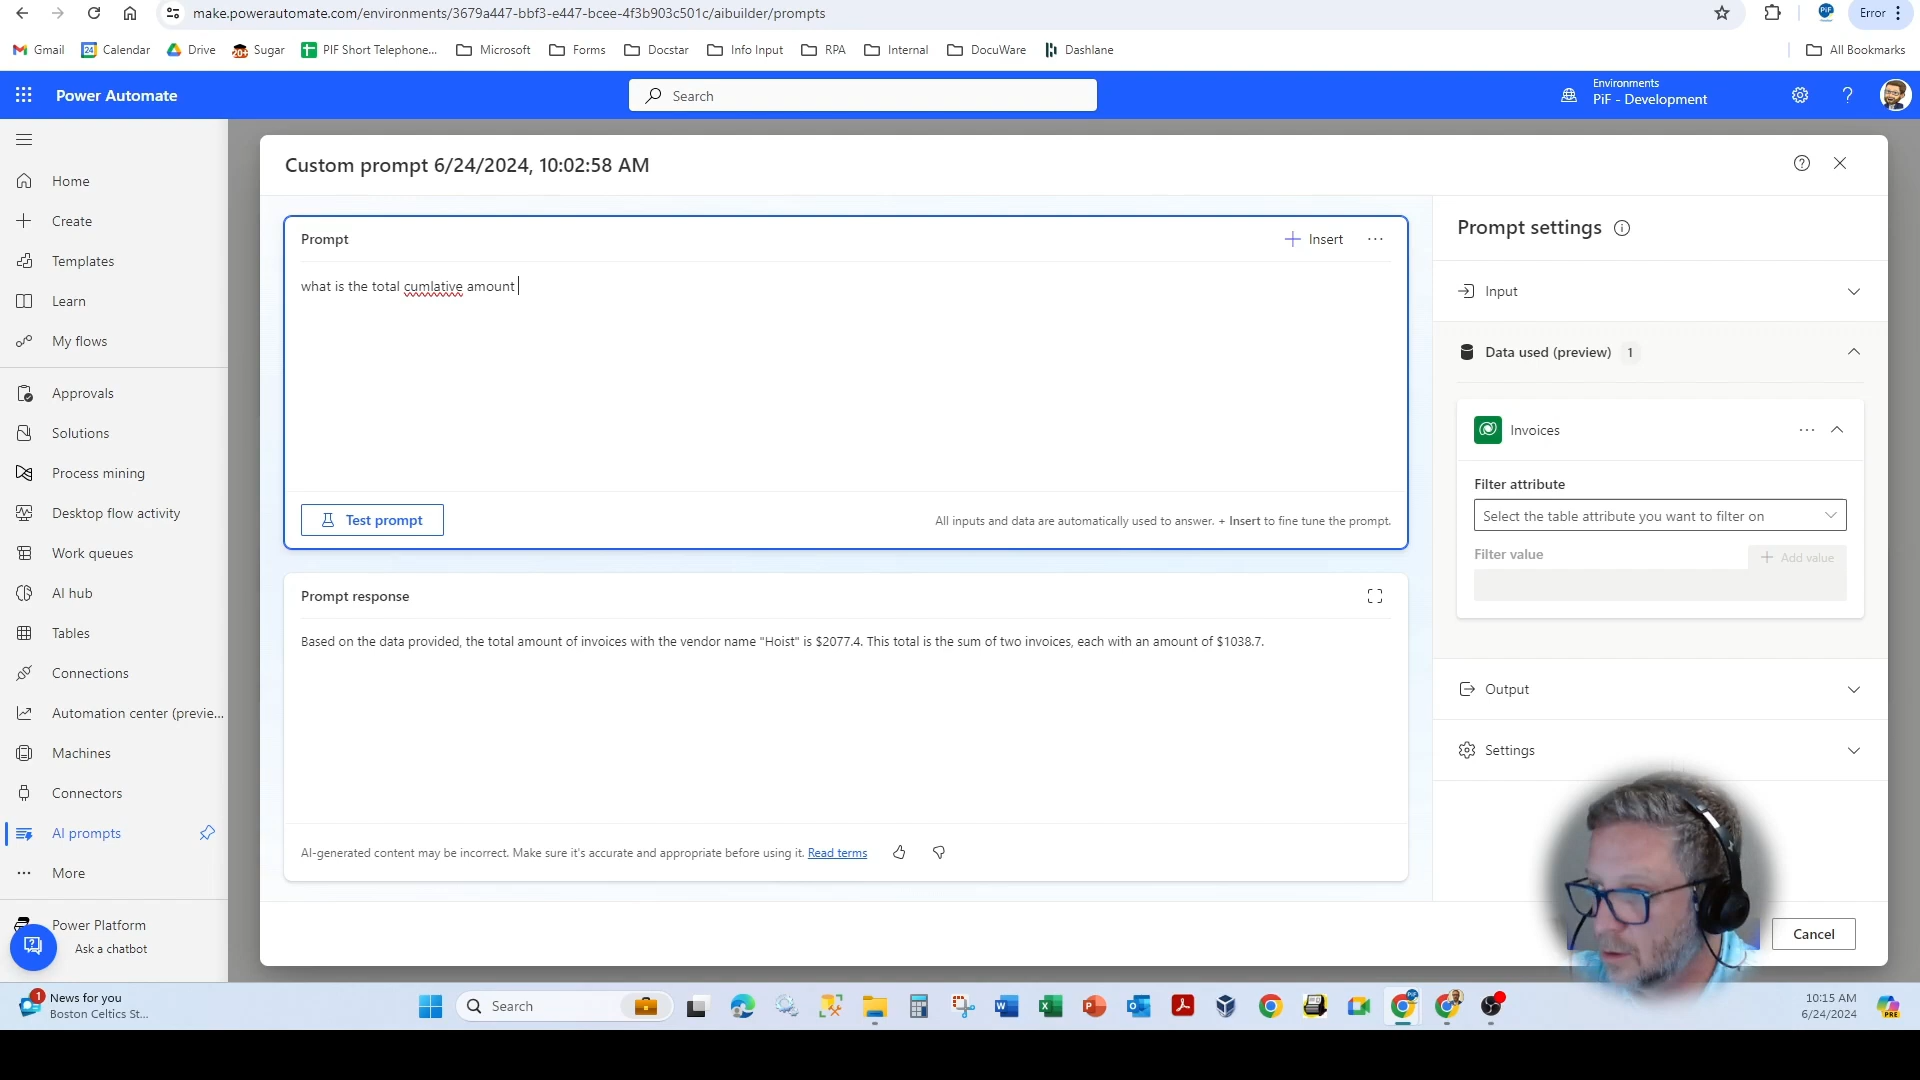 make.powerautomate.com/environments/3679a447-bbf3-e447-bcee-4f3b903c501c/aibuilder/prompts
Error
Gmail
Calendar
Drive
Sugar
PIF Short Telephone...
Microsoft
Forms
Docstar
Info Input
RPA
Internal
DocuWare
Dashlane
All Bookmarks
Power Automate
Search
Environments
PiF - Development
Home
Create
Templates
Learn
My flows
Approvals
Solutions
Process mining
Desktop flow activity
Work queues
AI hub
Tables
Connections
Automation center (previe...
Machines
Connectors
AI prompts
More
Power Platform
Ask a chatbot
Custom prompt 6/24/2024, 10:02:58 AM
Prompt
Insert
what is the total cumlative amount
Test prompt
All inputs and data are automatically used to answer. + Insert to fine tune the prompt.
Prompt response
Based on the data provided, the total amount of invoices with the vendor name "Hoist" is $2077.4. This total is the sum of two invoices, each with an amount of $1038.7.
AI-generated content may be incorrect. Make sure it's accurate and appropriate before using it. Read terms
Prompt settings
Input
Data used (preview) 1
Invoices
Filter attribute
Select the table attribute you want to filter on
Filter value
Add value
Output
Settings
Cancel
1
News for you
Boston Celtics St...
Search
10:15 AM
6/24/2024
PRE